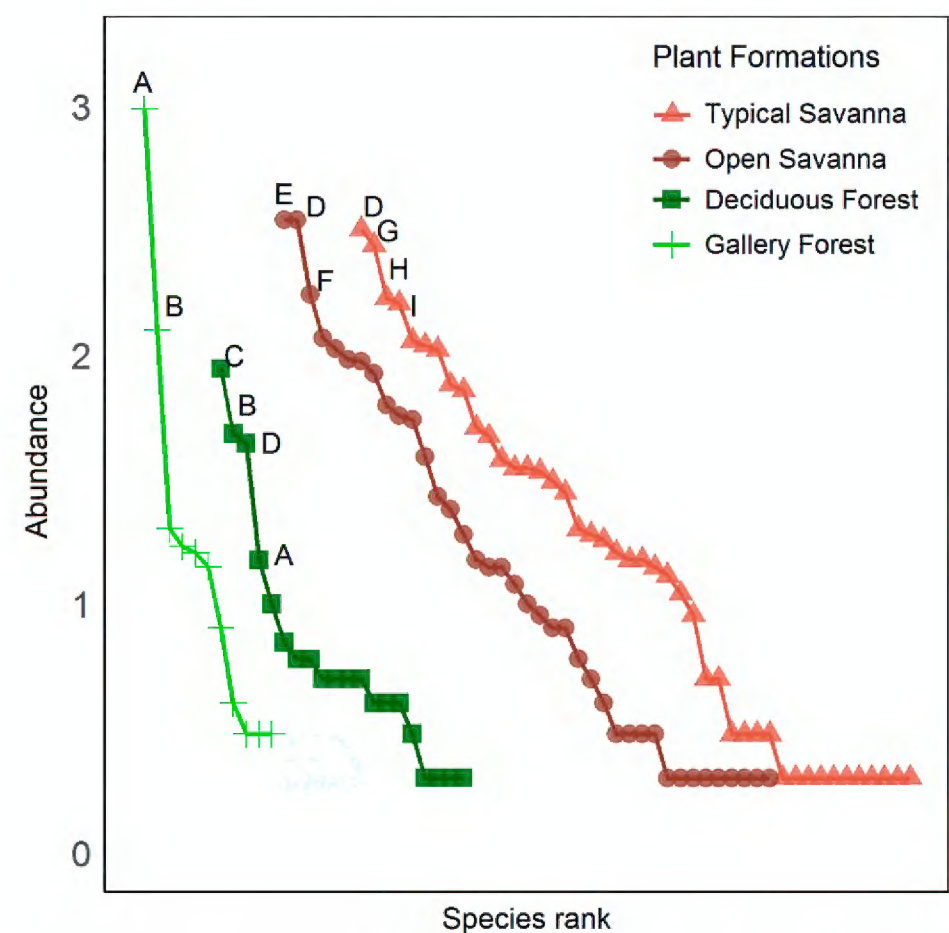 Plant Formations
Typical Savanna
Open Savanna
Deciduous Forest
Gallery Forest
3
2
1
0
Abundance
A
B
C
B
D
A
E
D
F
D
G
H
I
Species rank